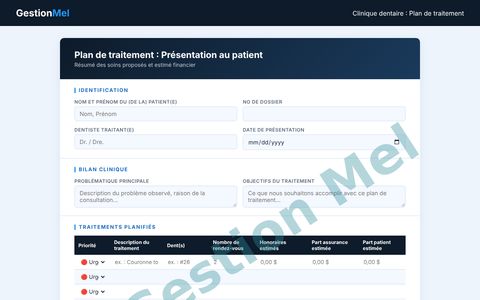 GestionMel
Clinique dentaire : Plan de traitement
Plan de traitement : Présentation au patient
Résumé des soins proposés et estimé financier
IDENTIFICATION
NOM ET PRÉNOM DU (DE LA) PATIENT(E)
NO DE DOSSIER
Nom, Prénom
DENTISTE TRAITANT(E)
DATE DE PRÉSENTATION
Dr. / Dre.
mm/dd/yyyy
BILAN CLINIQUE
PROBLÉMATIQUE PRINCIPALE
OBJECTIFS DU TRAITEMENT
Description du problème observé, raison de la consultation...
Ce que nous souhaitons accomplir avec ce plan de traitement...
TRAITEMENTS PLANIFIÉS
Priorité Description du traitement Dent(s) Nombre de rendez-vous Honoraires estimés Part assurance estimée Part patient estimée
Urg ex. : Couronne to ex. : #26 2 0,00 $ 0,00 $ 0,00 $
Urg
Urg
Gestion Mel